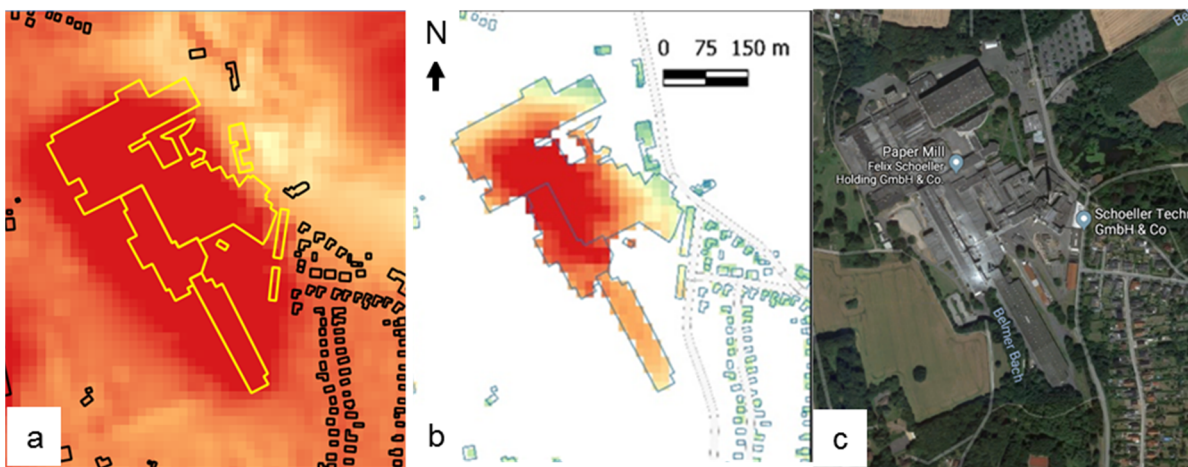 N
0 75 150 m
Paper Mill
Felix Schoeller
Holding GmbH & Co.
Schoeller Techn
GmbH & Co
Belmer Bach
a
b
c